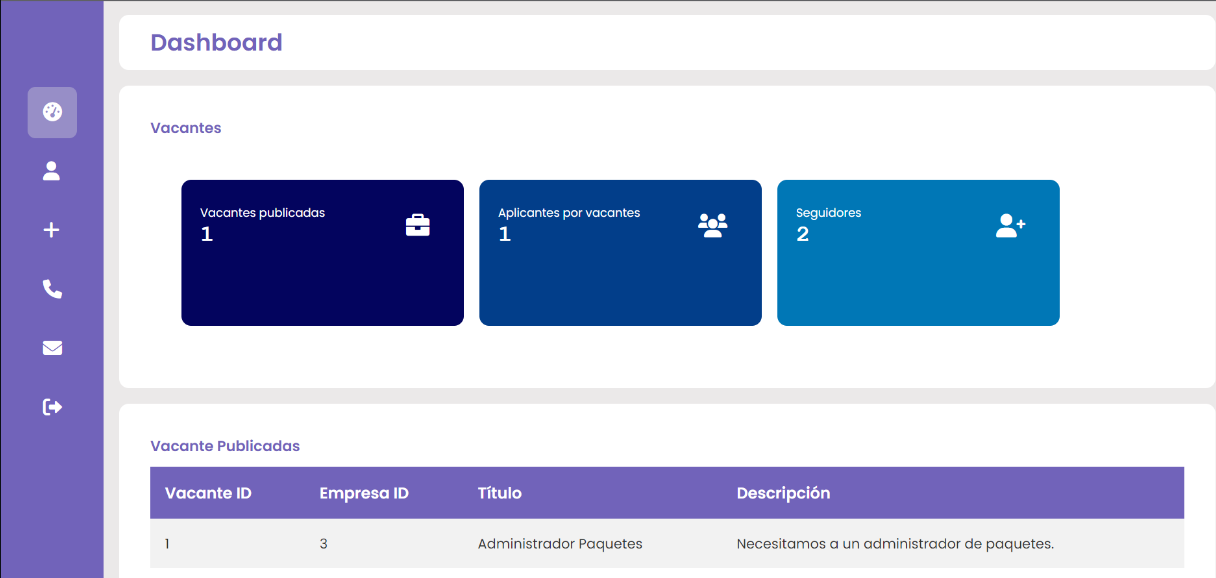 Dashboard
Vacantes
Vacantes publicadas
1
Aplicantes por vacantes
1
Seguidores
2
Vacante Publicadas
Vacante ID Empresa ID Título Descripción
1 3 Administrador Paquetes Necesitamos a un administrador de paquetes.